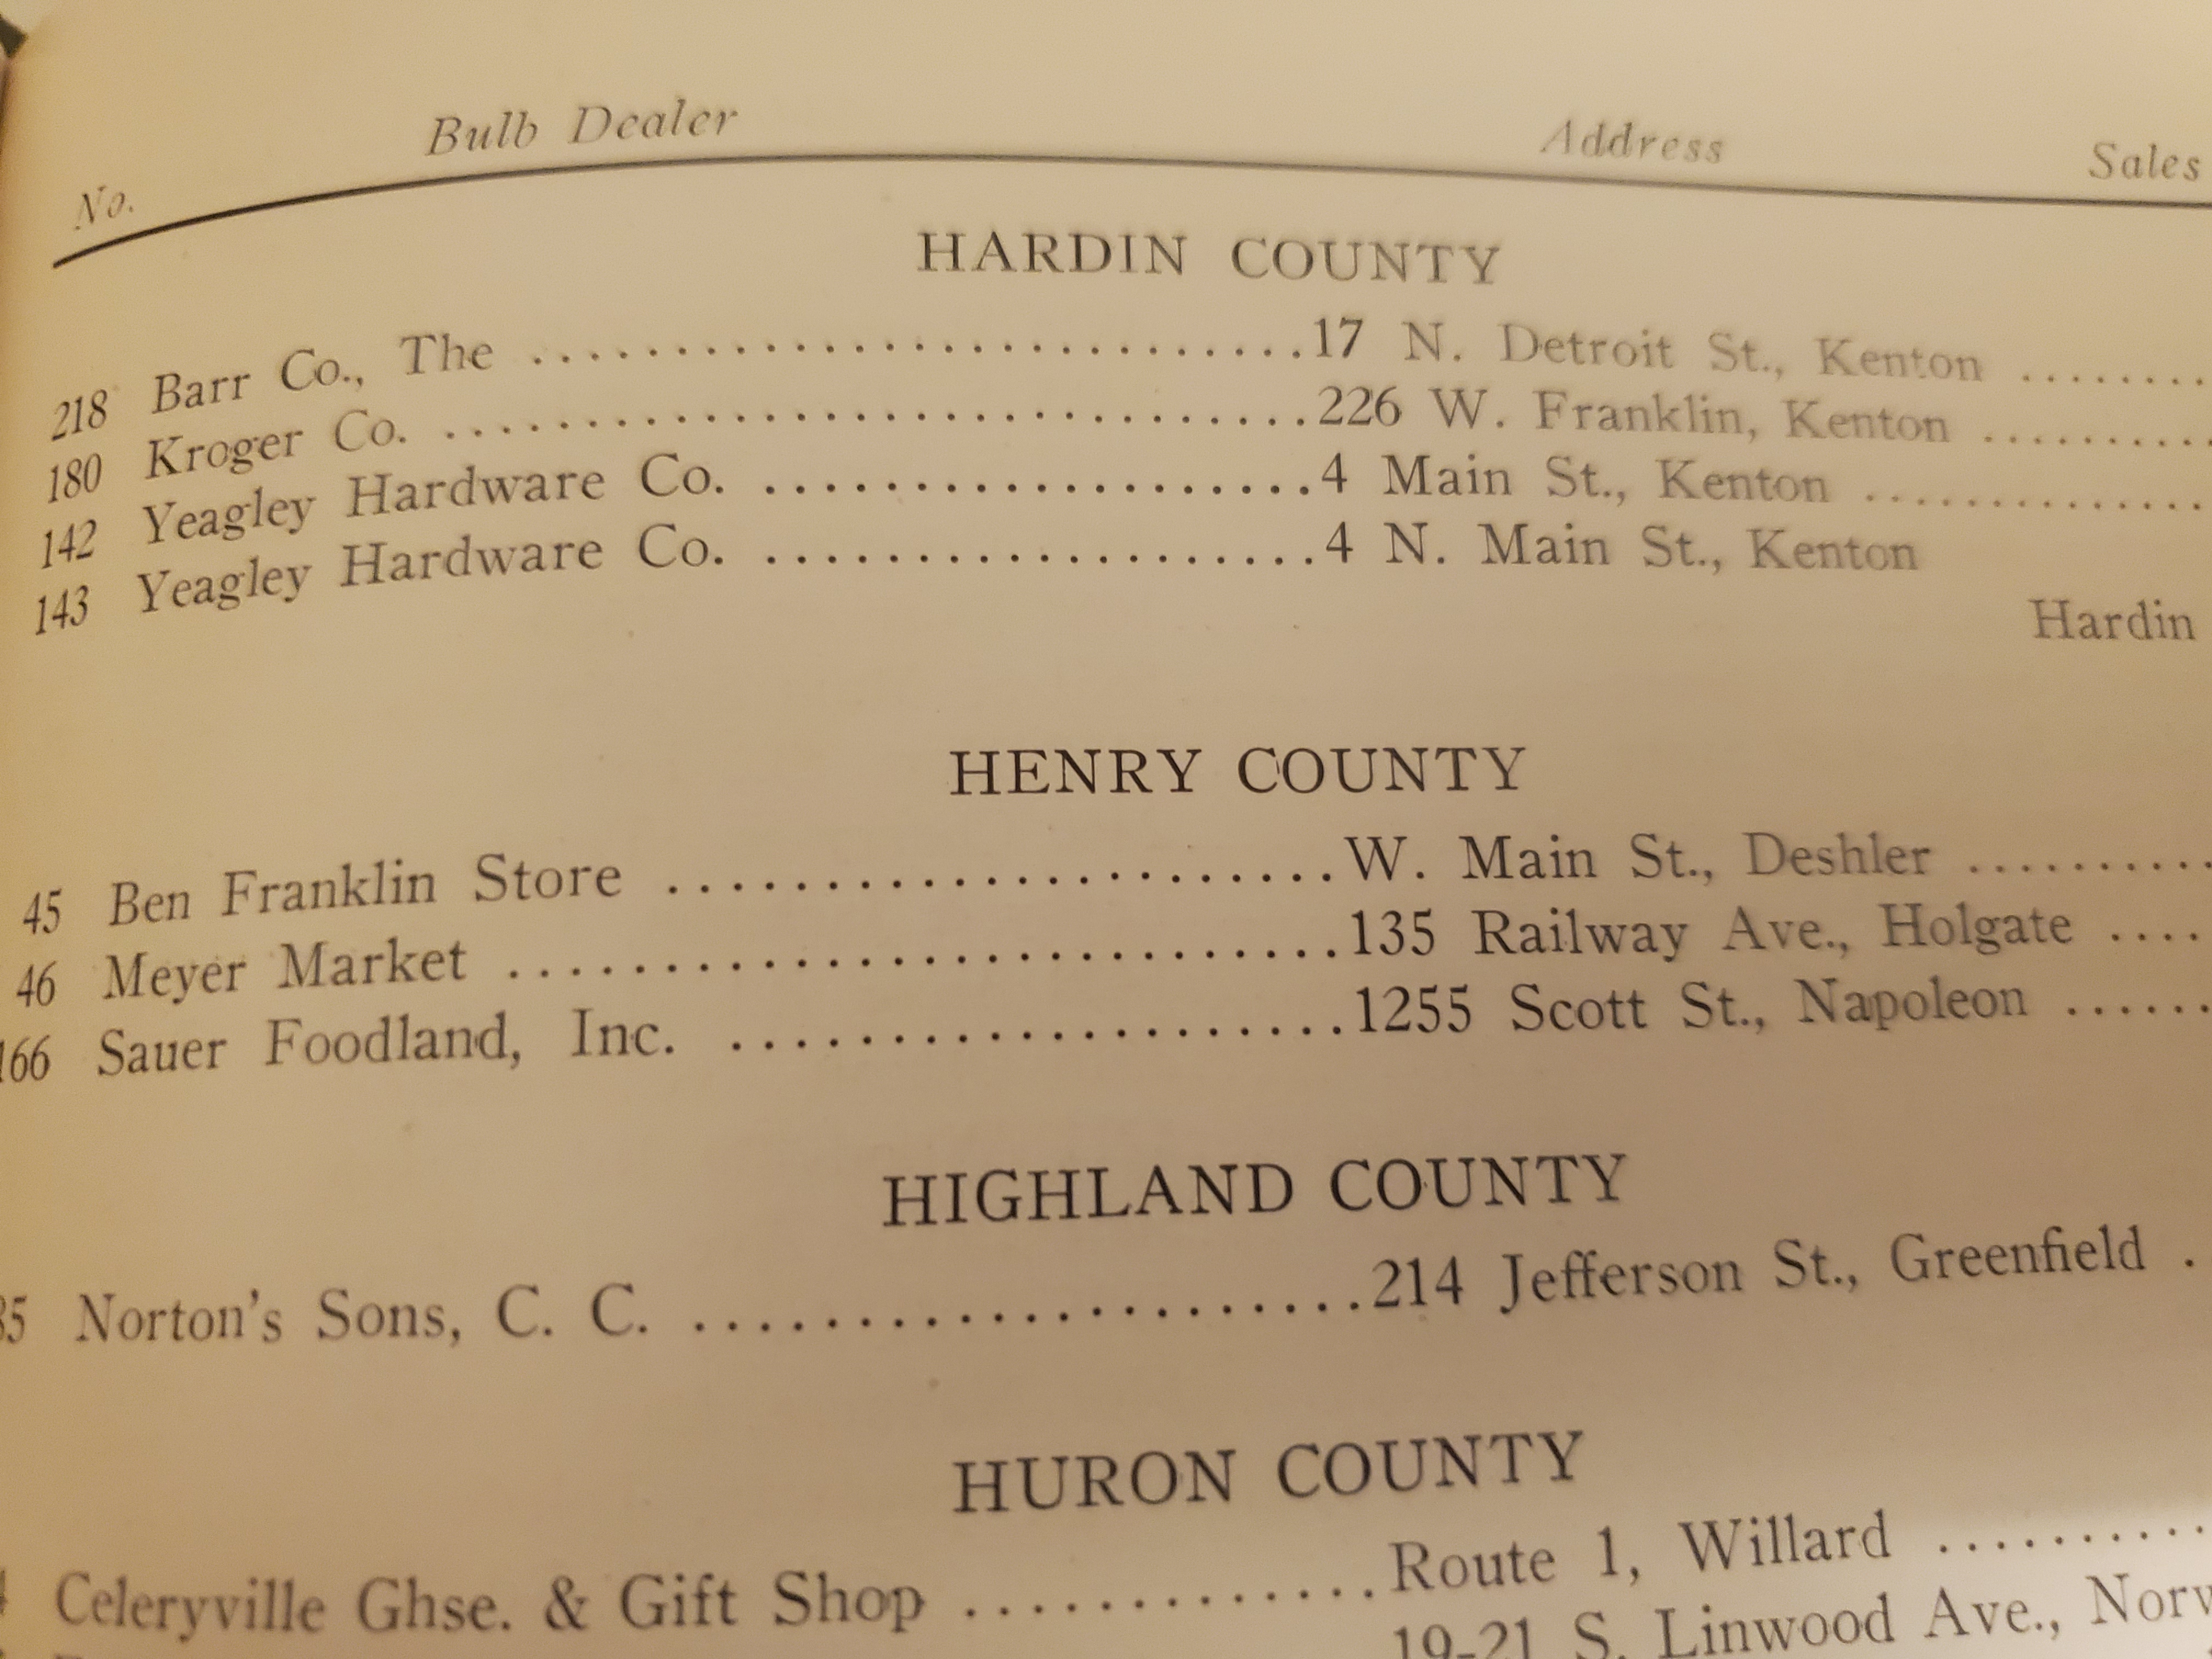 No. Bulb Dealer Address Sales
HARDIN COUNTY
218 Barr Co., The ........................... 17 N. Detroit St., Kenton .......
180 Kroger Co. .............................. 226 W. Franklin, Kenton ........
142 Yeagley Hardware Co. .................... 4 Main St., Kenton ............
143 Yeagley Hardware Co. .................... 4 N. Main St., Kenton
Hardin
HENRY COUNTY
45 Ben Franklin Store ........................ W. Main St., Deshler .........
46 Meyer Market ............................. 135 Railway Ave., Holgate ....
166 Sauer Foodland, Inc. ...................... 1255 Scott St., Napoleon ......
HIGHLAND COUNTY
35 Norton's Sons, C. C. ....................... 214 Jefferson St., Greenfield .
HURON COUNTY
Celeryville Ghse. & Gift Shop .............. Route 1, Willard ..........
19-21 S. Linwood Ave., Norw